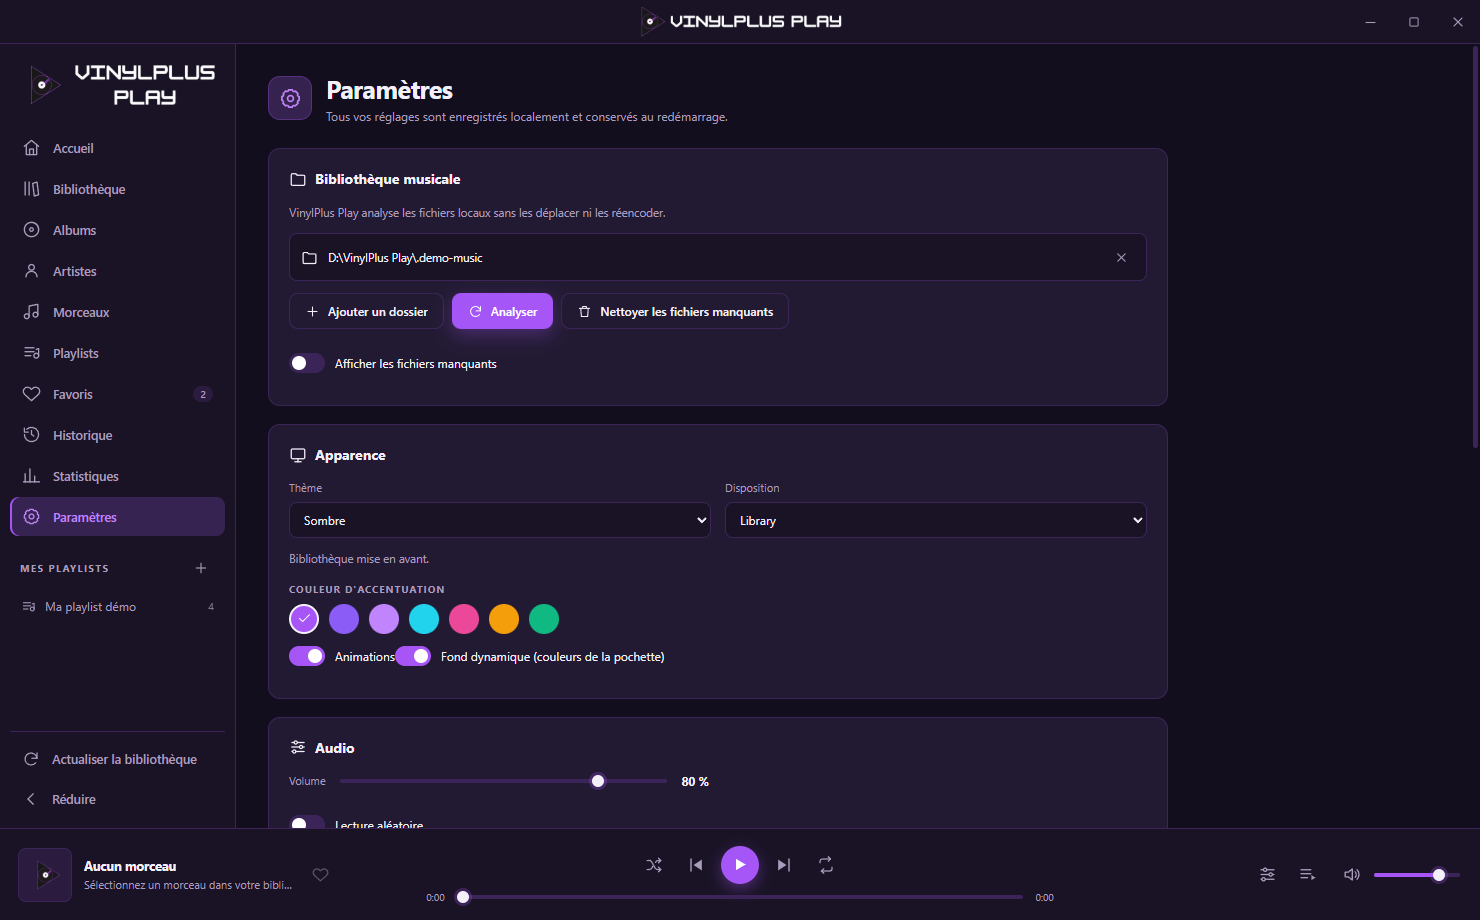 VINYLPLUS PLAY
VINYLPLUS
PLAY
Accueil
Bibliothèque
Albums
Artistes
Morceaux
Playlists
Favoris 2
Historique
Statistiques
Paramètres
MES PLAYLISTS
Ma playlist démo 4
Actualiser la bibliothèque
Réduire
Paramètres
Tous vos réglages sont enregistrés localement et conservés au redémarrage.
Bibliothèque musicale
VinylPlus Play analyse les fichiers locaux sans les déplacer ni les réencoder.
D:\VinylPlus Play\.demo-music
Ajouter un dossier Analyser Nettoyer les fichiers manquants
Afficher les fichiers manquants
Apparence
Thème Disposition
Sombre Library
Bibliothèque mise en avant.
COULEUR D'ACCENTUATION
Animations Fond dynamique (couleurs de la pochette)
Audio
Volume 80 %
Lecture aléatoire
Aucun morceau
Sélectionnez un morceau dans votre bibli...
0:00 0:00